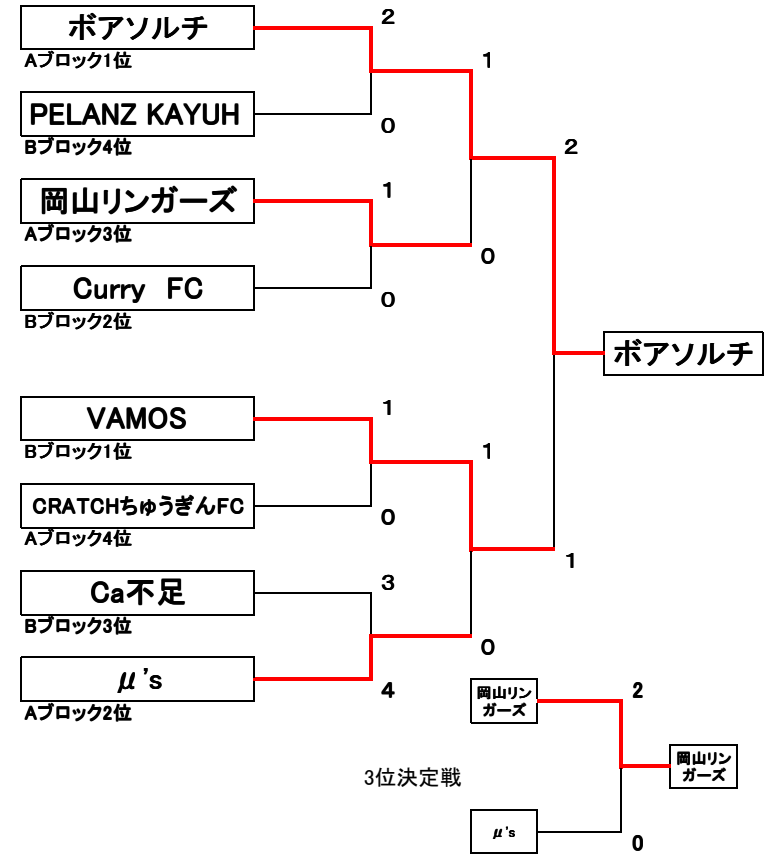 ボアソルチ
Aブロック1位
2
1
PELANZ KAYUH
Bブロック4位
0
2
岡山リンガーズ
Aブロック3位
1
0
Curry　FC
Bブロック2位
0
ボアソルチ
VAMOS
Bブロック1位
1
1
CRATCHちゅうぎんFC
Aブロック4位
0
1
Ca不足
Bブロック3位
3
0
μ's
Aブロック2位
4
岡山リン
ガーズ
2
3位決定戦
岡山リン
ガーズ
μ's
0